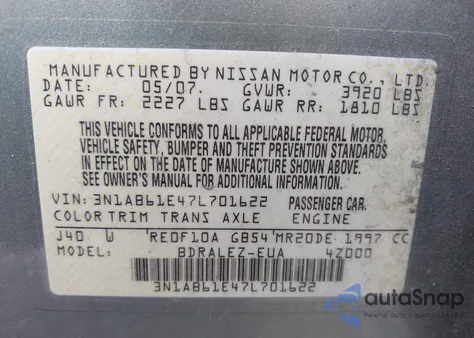 MANUFACTURED BY NISSAN MOTOR CO., LTD
DATE: 05/07. GVWR: 3920 LBS
GAWR FR: 2227 LBS GAWR RR: 1810 LBS
THIS VEHICLE CONFORMS TO ALL APPLICABLE FEDERAL MOTOR
VEHICLE SAFETY, BUMPER AND THEFT PREVENTION STANDARDS
IN EFFECT ON THE DATE OF MANUFACTURE SHOWN ABOVE.
SEE OWNER'S MANUAL FOR ADDITIONAL INFORMATION.
VIN: 3N1AB61E47L701622 PASSENGER CAR
COLOR TRIM TRANS AXLE ENGINE
J40 W RE0F10A GB54 MR20DE 1997 CC
MODEL: BDRALEZ-EUA 4Z000
3N1AB61E47L701622
autoSnap
Pewne auto z USA